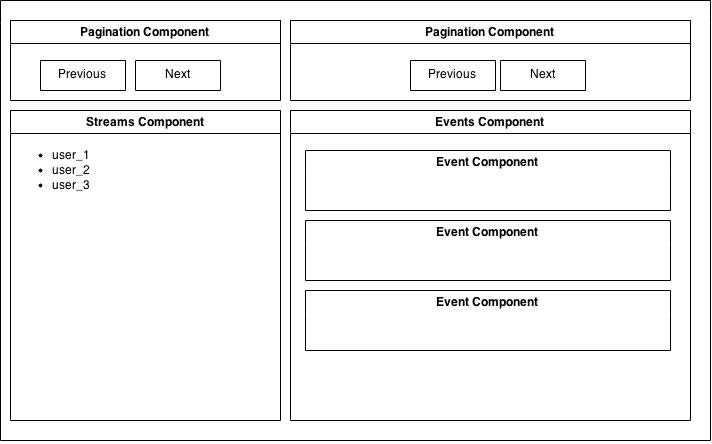 Pagination Component
Previous
Next
Streams Component
• user_1
• user_2
• user_3
Pagination Component
Previous
Next
Events Component
Event Component
Event Component
Event Component